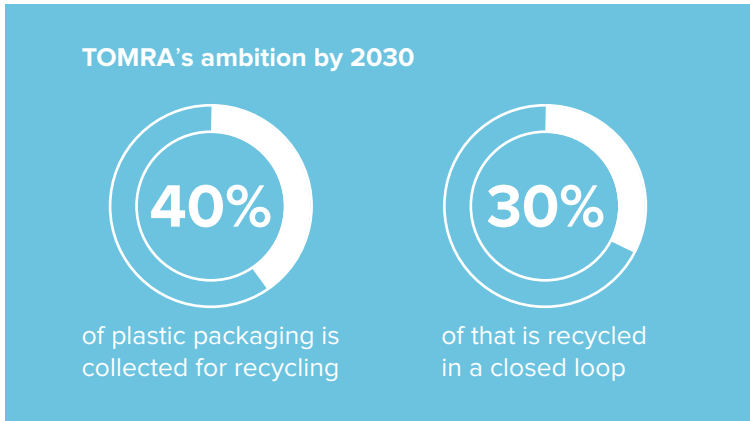 TOMRA's ambition by 2030
40%
30%
of plastic packaging is
collected for recycling
of that is recycled
in a closed loop